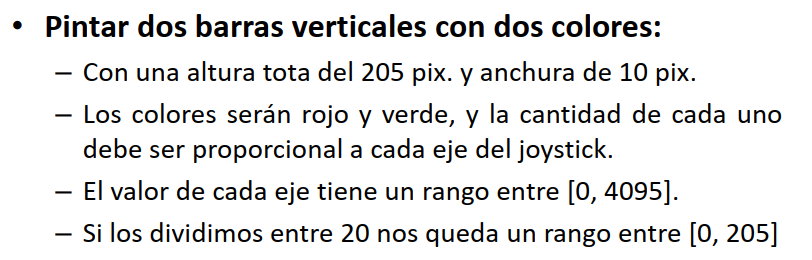 • Pintar dos barras verticales con dos colores:
– Con una altura tota del 205 pix. y anchura de 10 pix.
– Los colores serán rojo y verde, y la cantidad de cada uno
debe ser proporcional a cada eje del joystick.
– El valor de cada eje tiene un rango entre [0, 4095].
– Si los dividimos entre 20 nos queda un rango entre [0, 205]